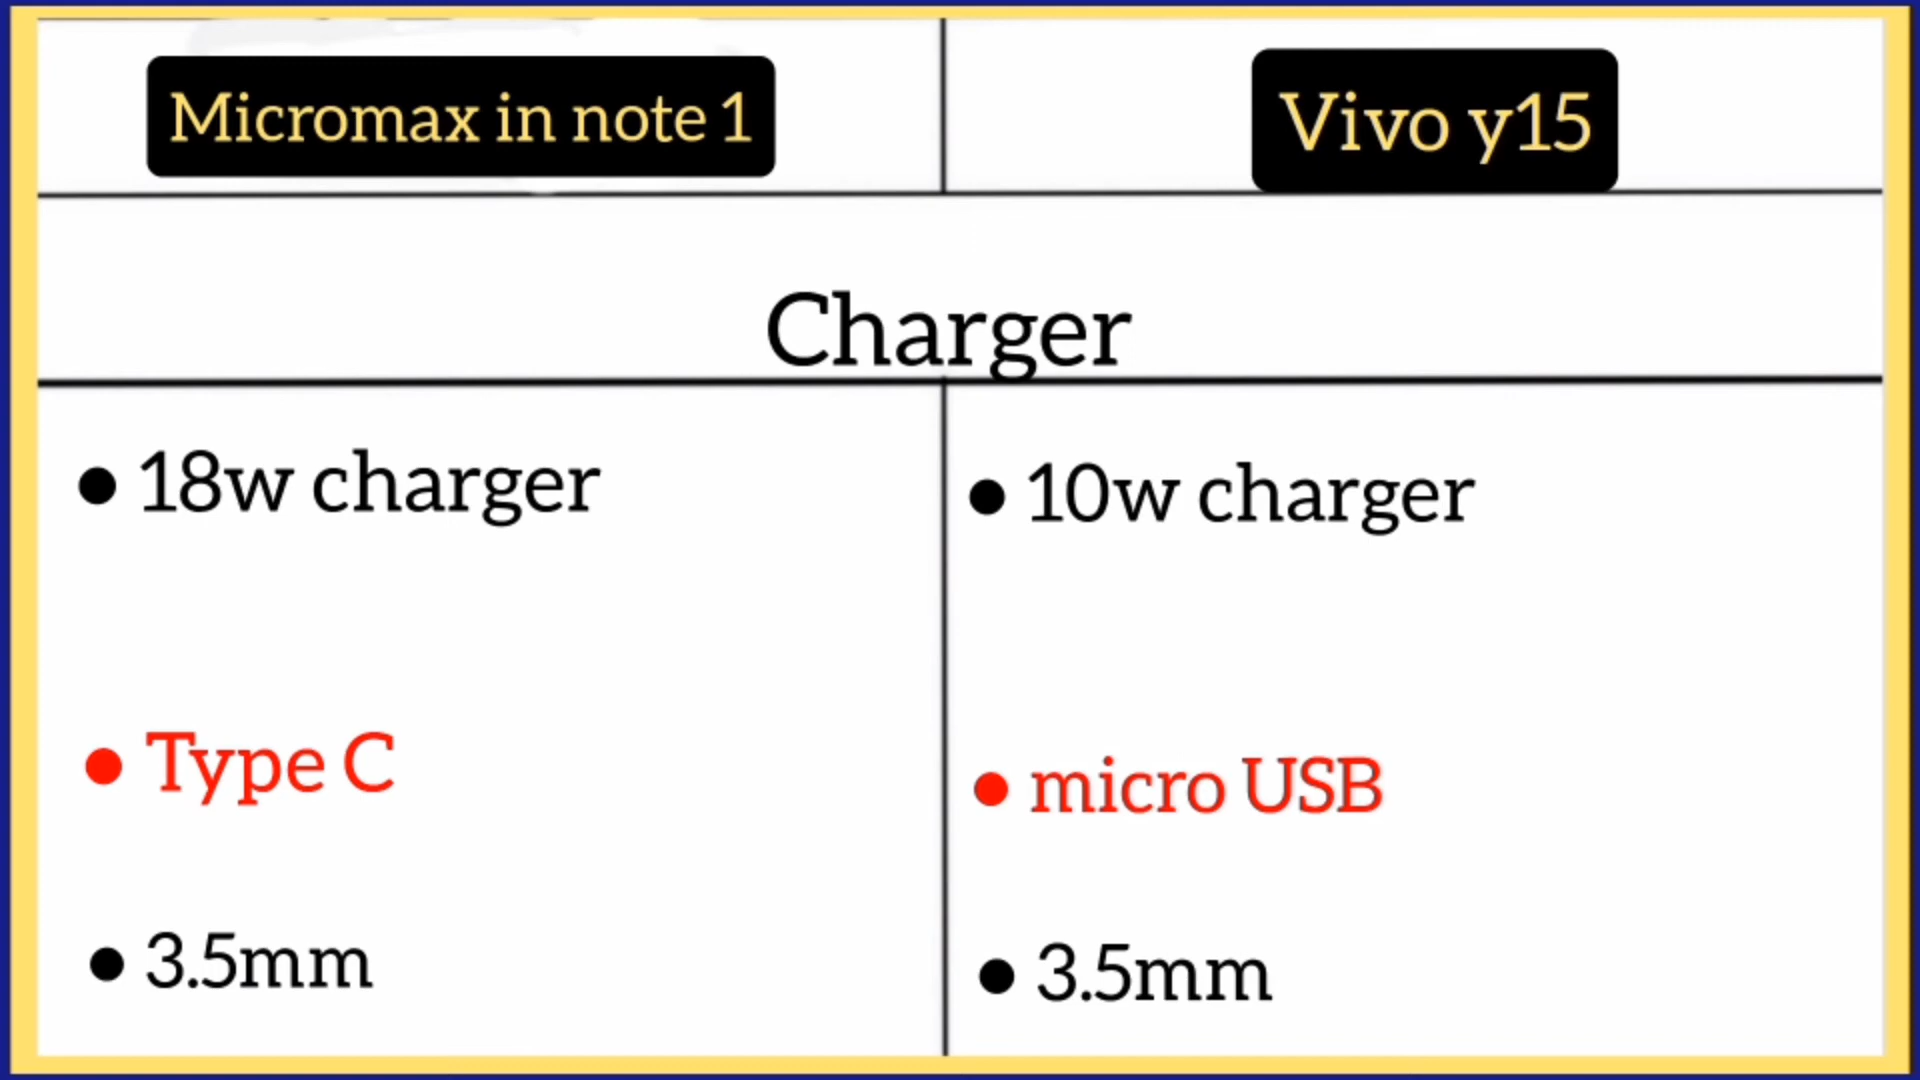 Micromax in note 1
Vivo y15
Charger
• 18w charger
• 10w charger
• Type C
• micro USB
• 3.5mm
• 3.5mm